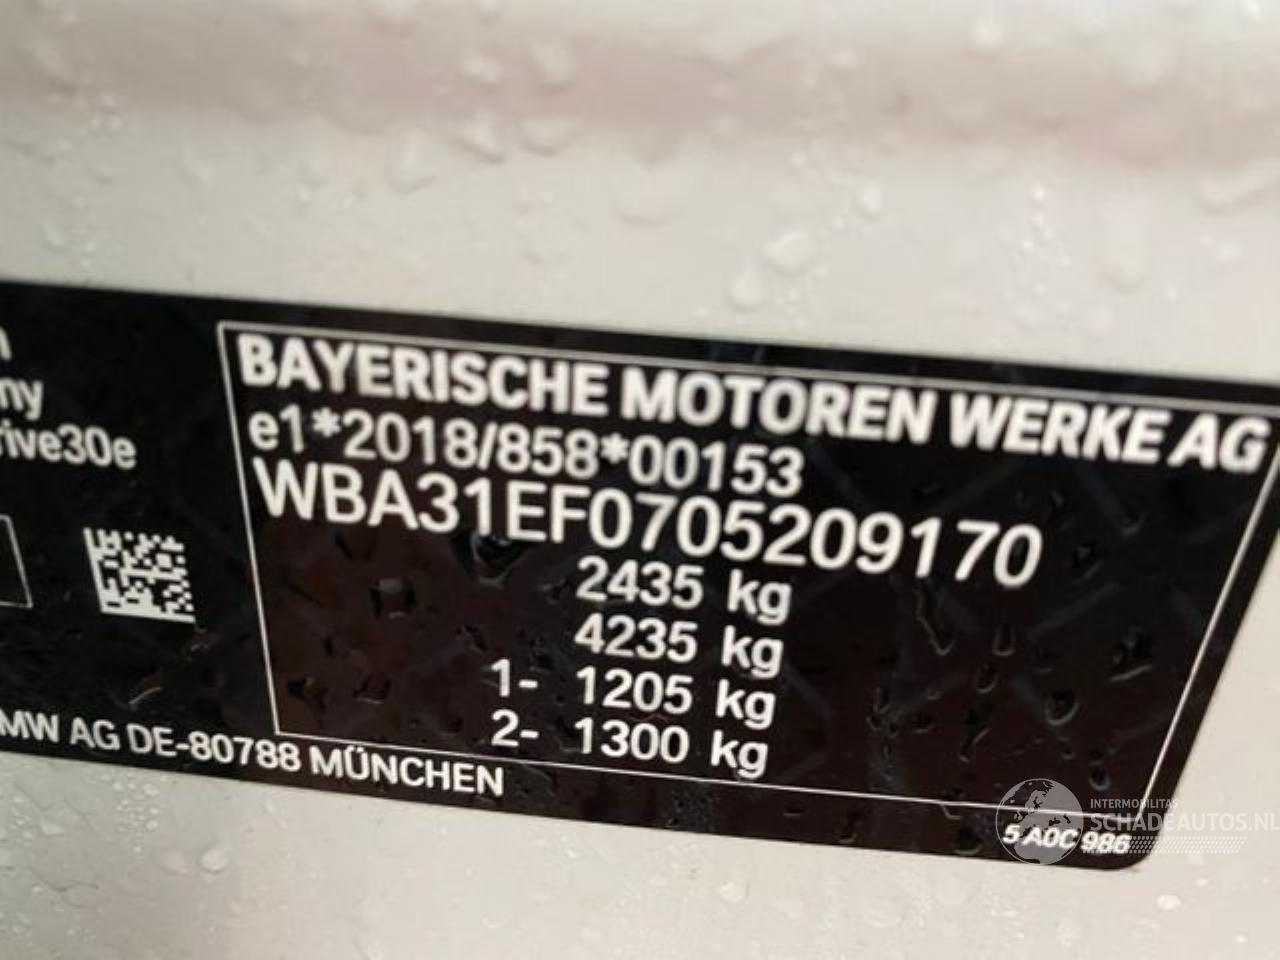 BAYERISCHE MOTOREN WERKE AG
e1*2018/858*00153
WBA31EF0705209170
2435 kg
4235 kg
1- 1205 kg
2- 1300 kg
ny
rive30e
MW AG DE-80788 MÜNCHEN
5 A0C 986
INTERMOBILITAS
SCHADEAUTOS.NL